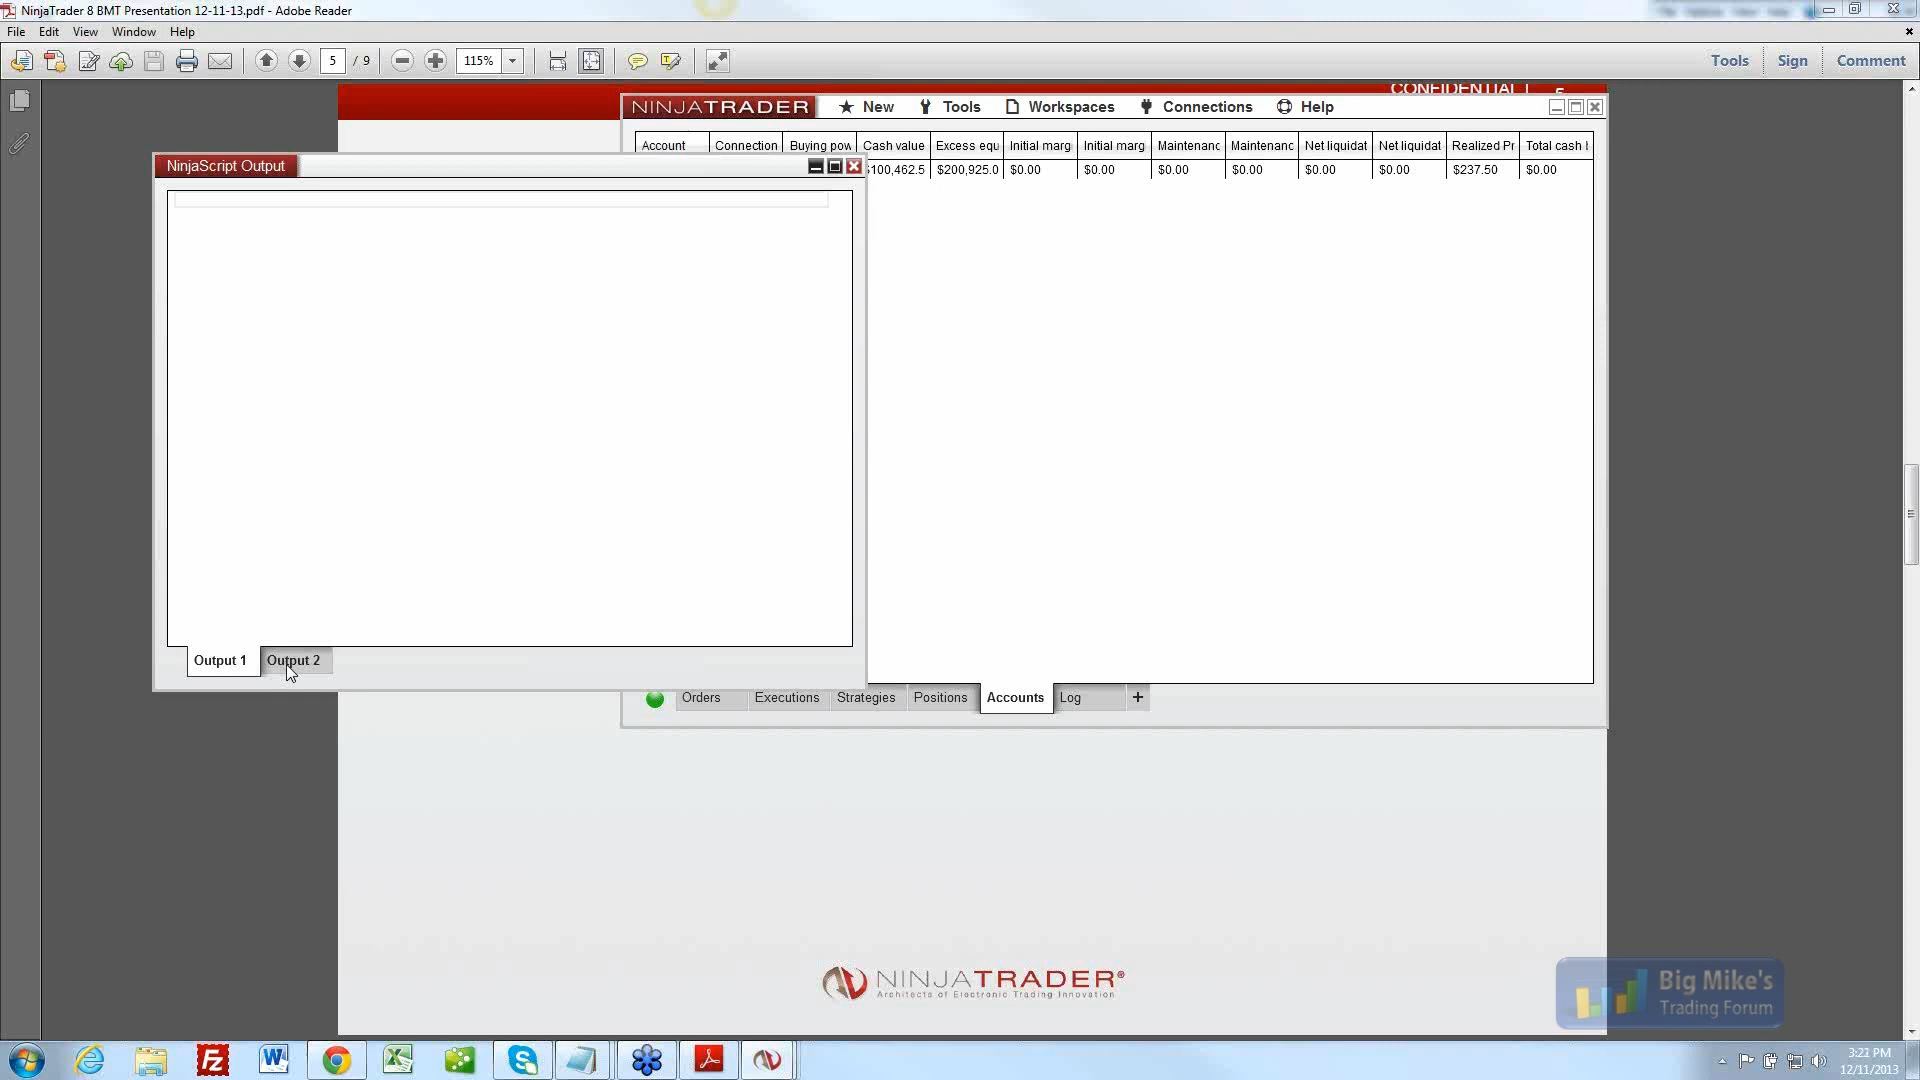 NinjaTrader 8 BMT Presentation 12-11-13.pdf - Adobe Reader
File Edit View Window Help
5 / 9 115% Tools Sign Comment
CONFIDENTIAL | 5
NINJATRADER New Tools Workspaces Connections Help
Account Connection Buying pow Cash value Excess equ Initial marg Initial marg Maintenanc Maintenanc Net liquidat Net liquidat Realized Pr Total cash
NinjaScript Output
$100,462.5 $200,925.0 $0.00 $0.00 $0.00 $0.00 $0.00 $0.00 $237.50 $0.00
Output 1 Output 2
Orders Executions Strategies Positions Accounts Log +
NINJATRADER®
Architects of Electronic Trading Innovation
Big Mike's
Trading Forum
3:22 PM
12/11/2013